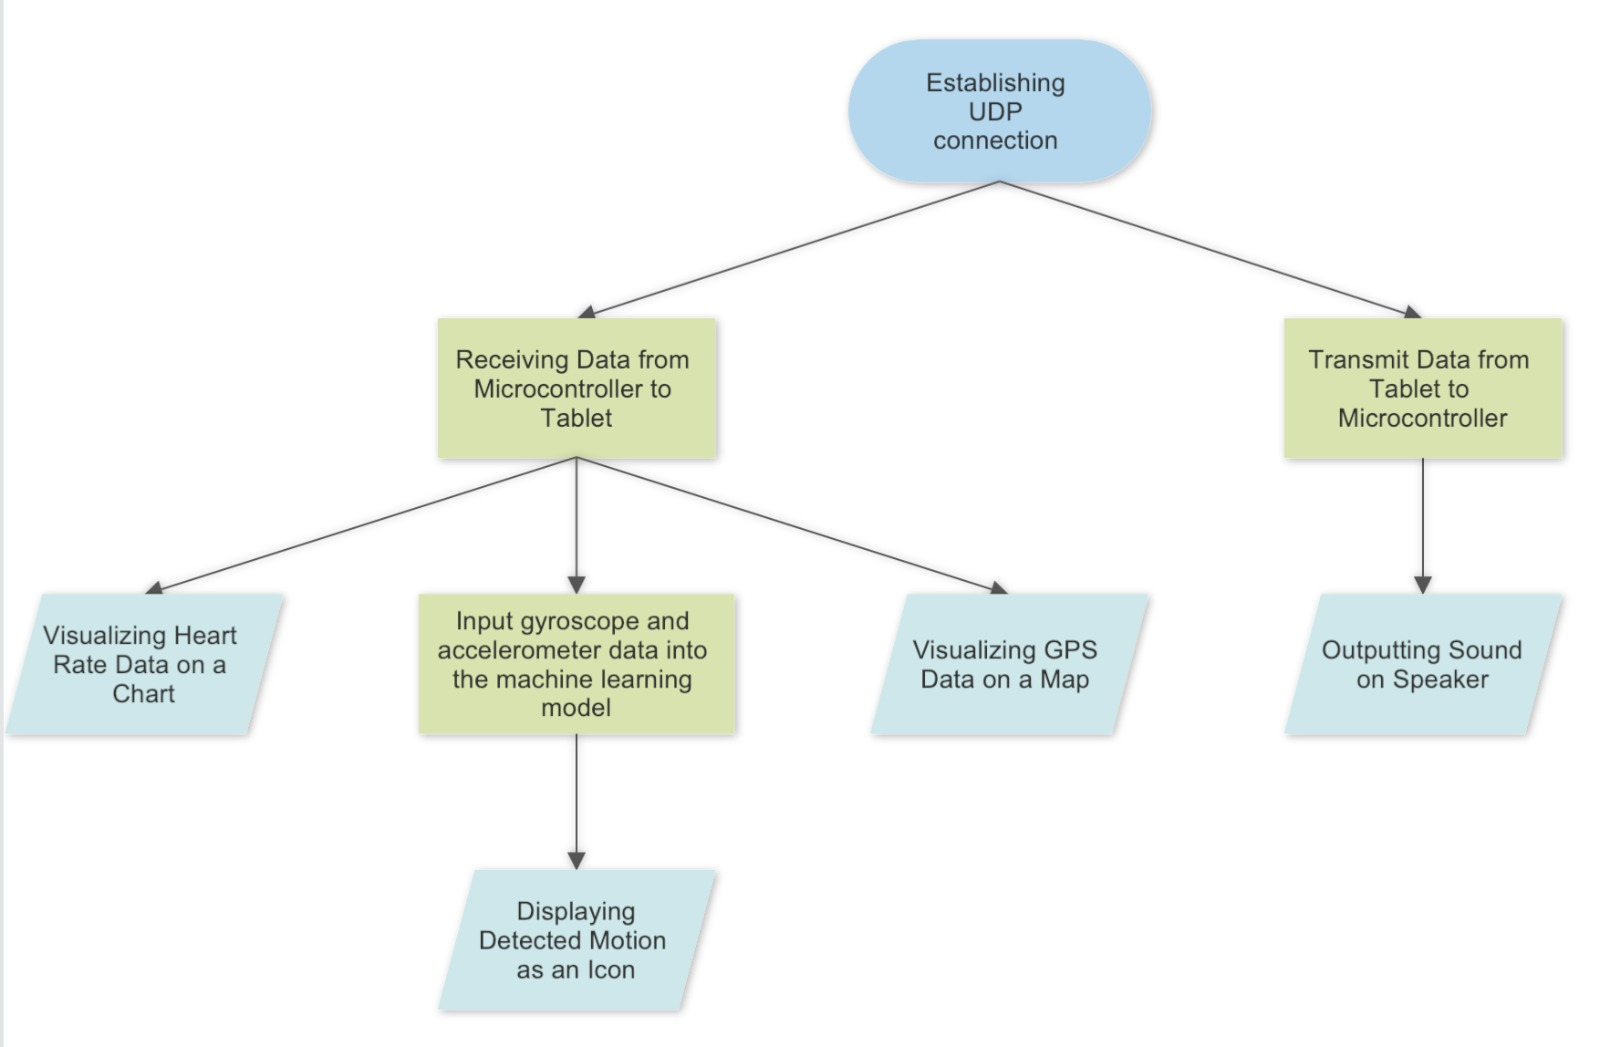 Establishing
UDP
connection
Receiving Data from
Microcontroller to
Tablet
Transmit Data from
Tablet to
Microcontroller
Visualizing Heart
Rate Data on a
Chart
Input gyroscope and
accelerometer data into
the machine learning
model
Visualizing GPS
Data on a Map
Outputting Sound
on Speaker
Displaying
Detected Motion
as an Icon